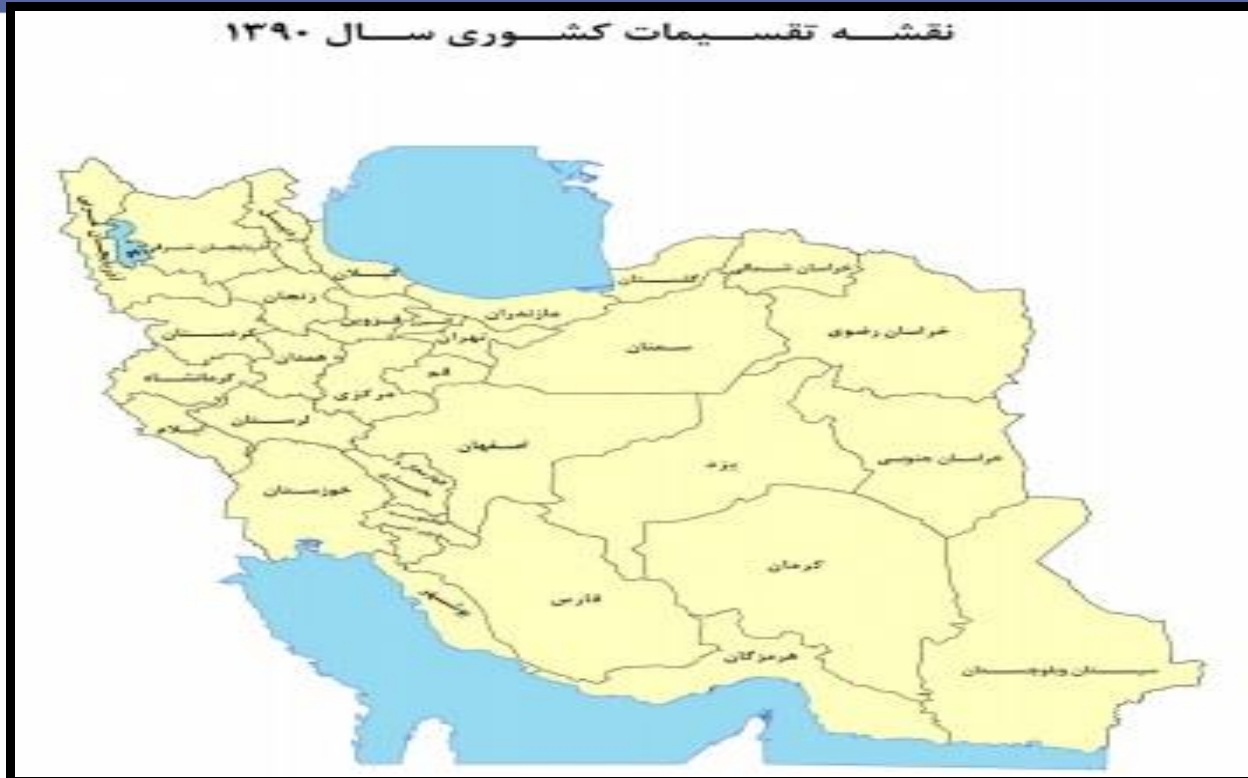 نقشه تقسیمات کشوری سال ۱۳۹۰
آذربایجان شرقی
گیلان
گلستان
خراسان شمالی
زنجان
مازندران
قزوین
خراسان رضوی
کردستان
تهران
سمنان
همدان
قم
کرمانشاه
مرکزی
لرستان
ایلام
اصفهان
یزد
خراسان جنوبی
خوزستان
کرمان
فارس
بوشهر
هرمزگان
سیستان وبلوچستان